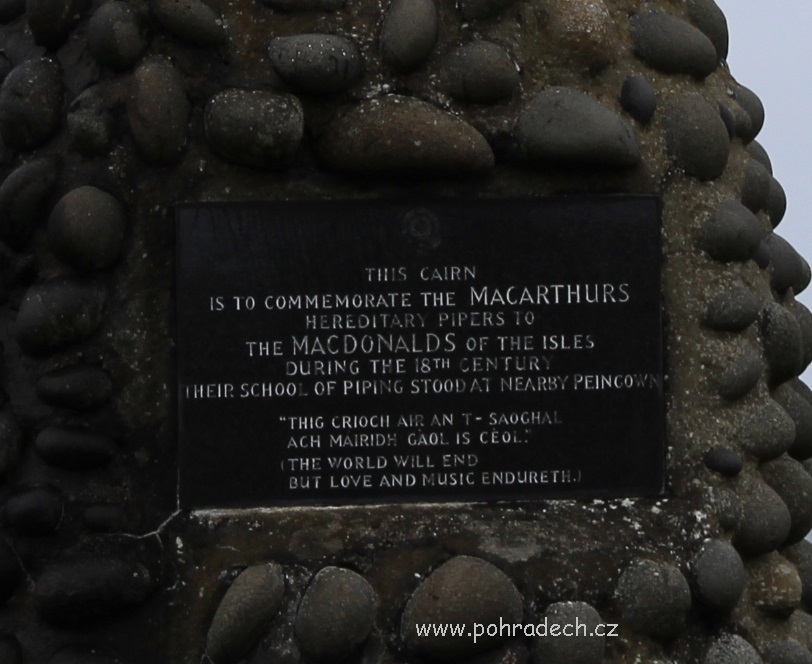 THIS CAIRN
IS TO COMMEMORATE THE MACARTHURS
HEREDITARY PIPERS TO
THE MACDONALDS OF THE ISLES
DURING THE 18TH CENTURY
THEIR SCHOOL OF PIPING STOOD AT NEARBY PEINGOWN
"THIG CRIOCH AIR AN T-SAOGHAL
ACH MAIRIDH GAOL IS CEÒL."
(THE WORLD WILL END
BUT LOVE AND MUSIC ENDURETH.)
www.pohradech.cz